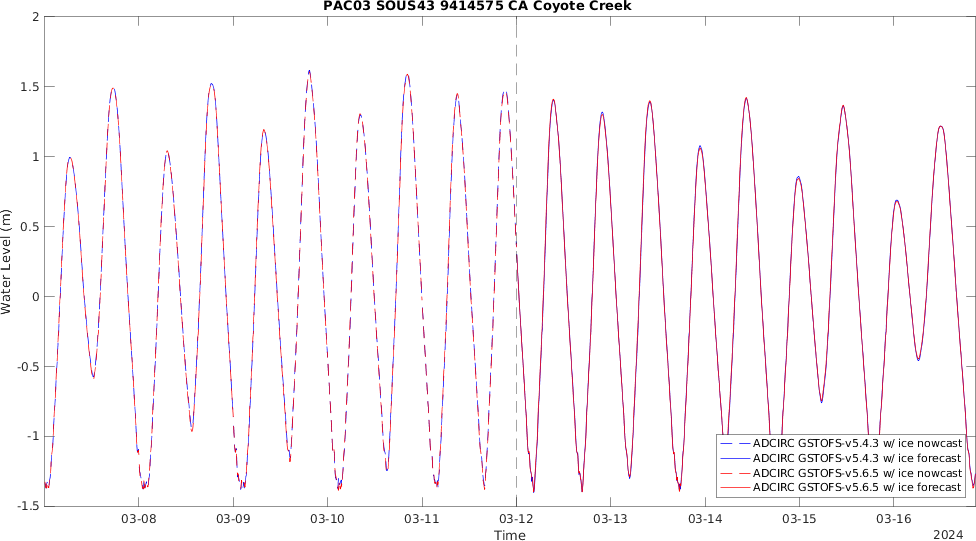 PAC03 SOUS43 9414575 CA Coyote Creek
2
1.5
1
0.5
0
-0.5
-1
-1.5
Water Level (m)
03-08
03-09
03-10
03-11
03-12
03-13
03-14
03-15
03-16
Time
2024
ADCIRC GSTOFS-v5.4.3 w/ ice nowcast
ADCIRC GSTOFS-v5.4.3 w/ ice forecast
ADCIRC GSTOFS-v5.6.5 w/ ice nowcast
ADCIRC GSTOFS-v5.6.5 w/ ice forecast